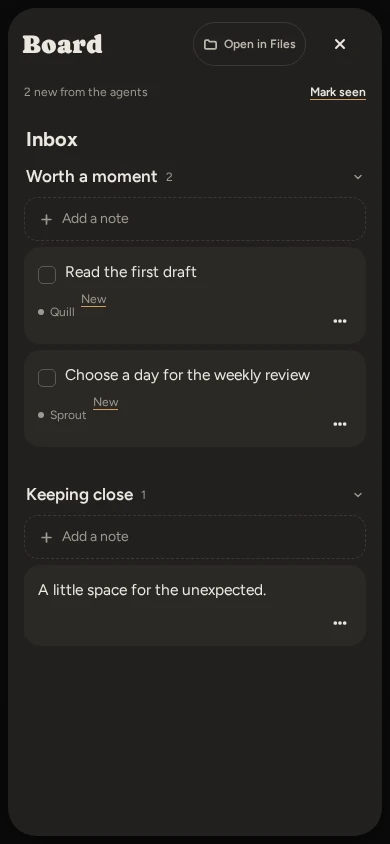 Board
Open in Files
2 new from the agents
Mark seen
Inbox
Worth a moment 2
Add a note
Read the first draft
New
Quill
Choose a day for the weekly review
New
Sprout
Keeping close 1
Add a note
A little space for the unexpected.